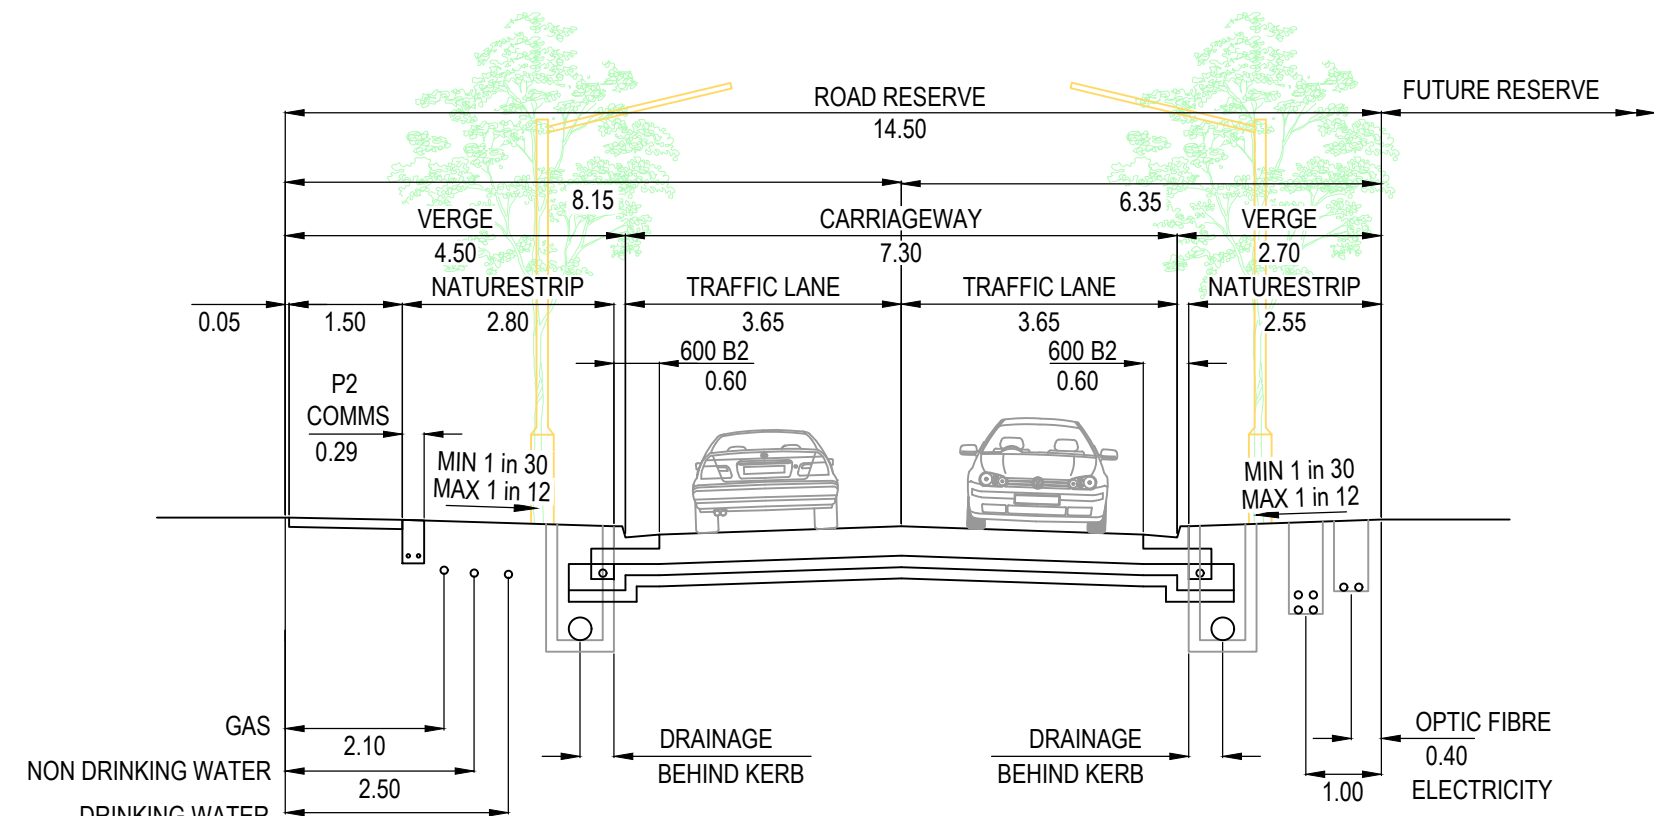 ROAD RESERVE
14.50
FUTURE RESERVE
8.15
6.35
VERGE
4.50
CARRIAGEWAY
7.30
VERGE
2.70
0.05
1.50
NATURESTRIP
2.80
TRAFFIC LANE
3.65
TRAFFIC LANE
3.65
NATURESTRIP
2.55
600 B2
0.60
600 B2
0.60
P2
COMMS
0.29
MIN 1 in 30
MAX 1 in 12
MIN 1 in 30
MAX 1 in 12
GAS
2.10
NON DRINKING WATER
2.50
DRINKING WATER
DRAINAGE
BEHIND KERB
DRAINAGE
BEHIND KERB
OPTIC FIBRE
0.40
1.00
ELECTRICITY